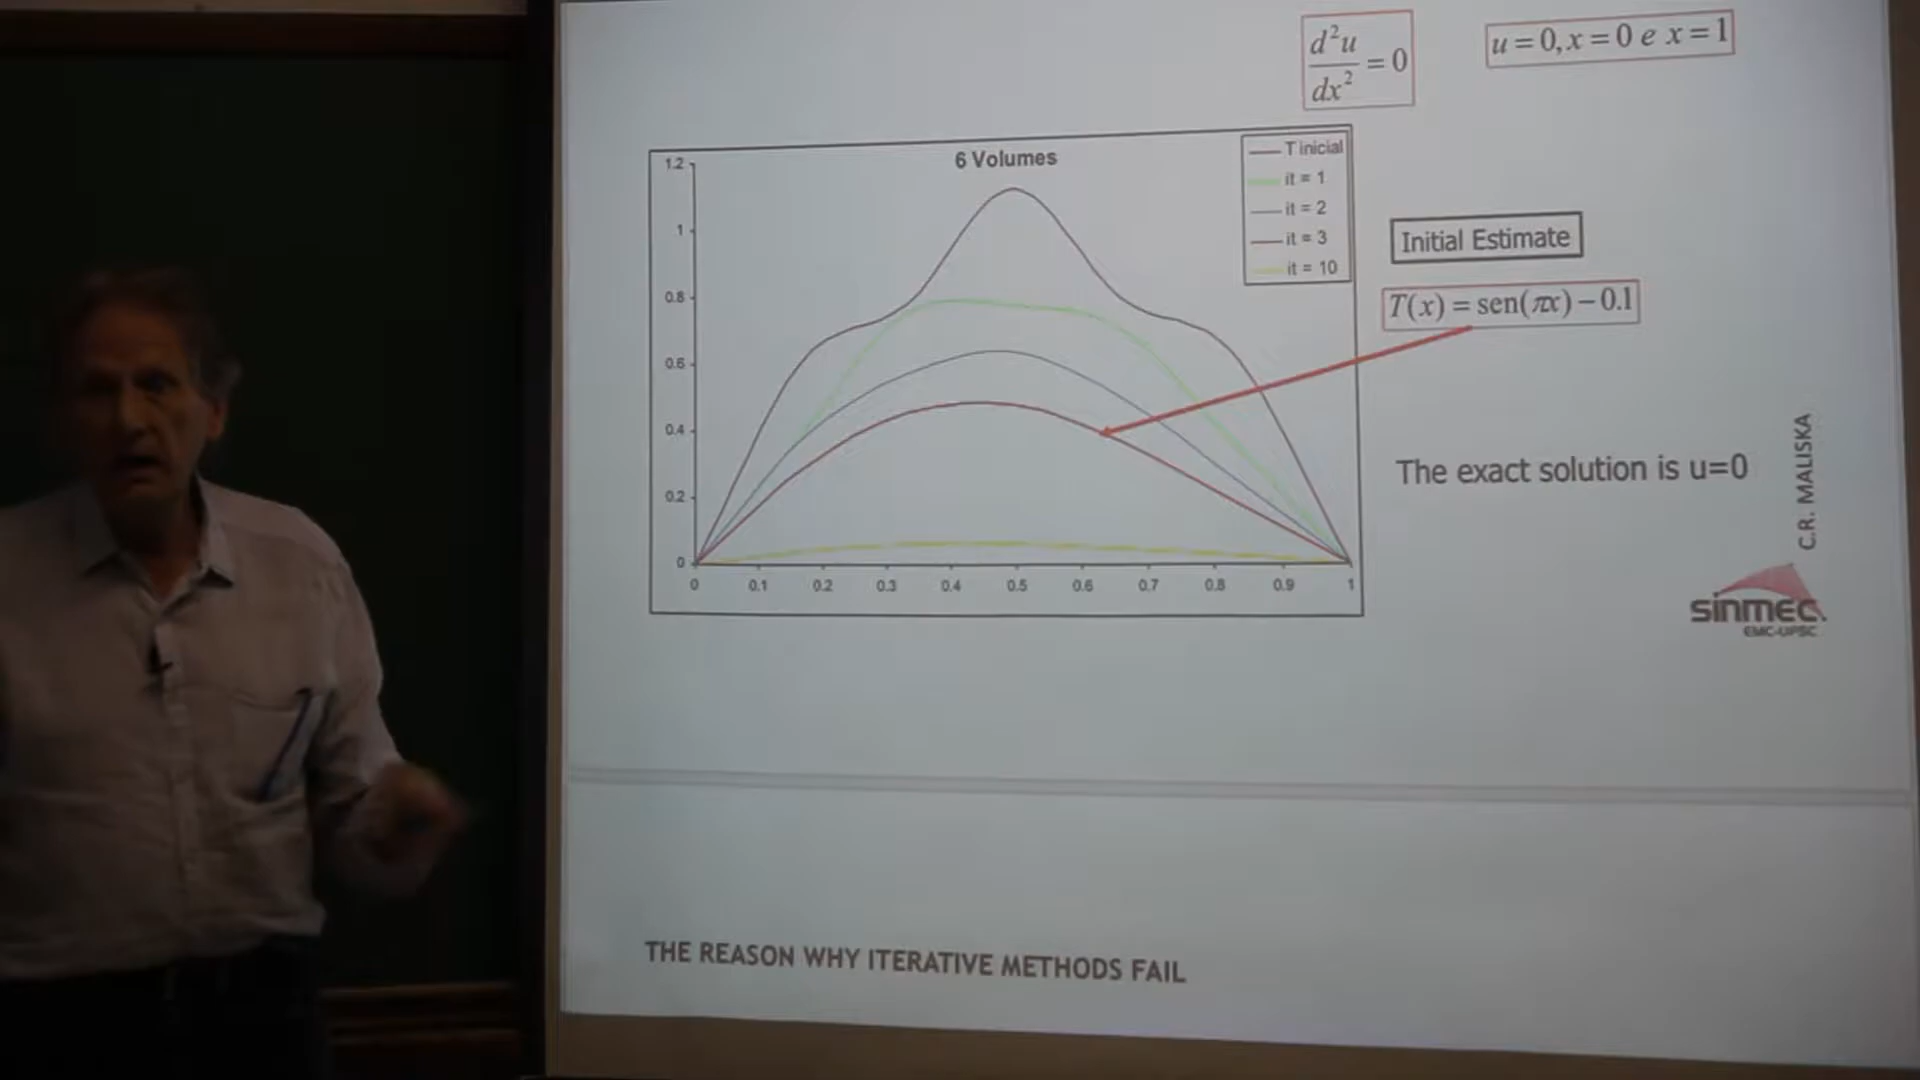 d²u/dx² = 0
u = 0, x = 0 e x = 1
6 Volumes
T inicial
it = 1
it = 2
it = 3
it = 10
1.2
1
0.8
0.6
0.4
0.2
0
0 0.1 0.2 0.3 0.4 0.5 0.6 0.7 0.8 0.9 1
Initial Estimate
T(x) = sen(πx) − 0.1
The exact solution is u=0
C.R. MALISKA
sinmec
EMC-UFSC
THE REASON WHY ITERATIVE METHODS FAIL